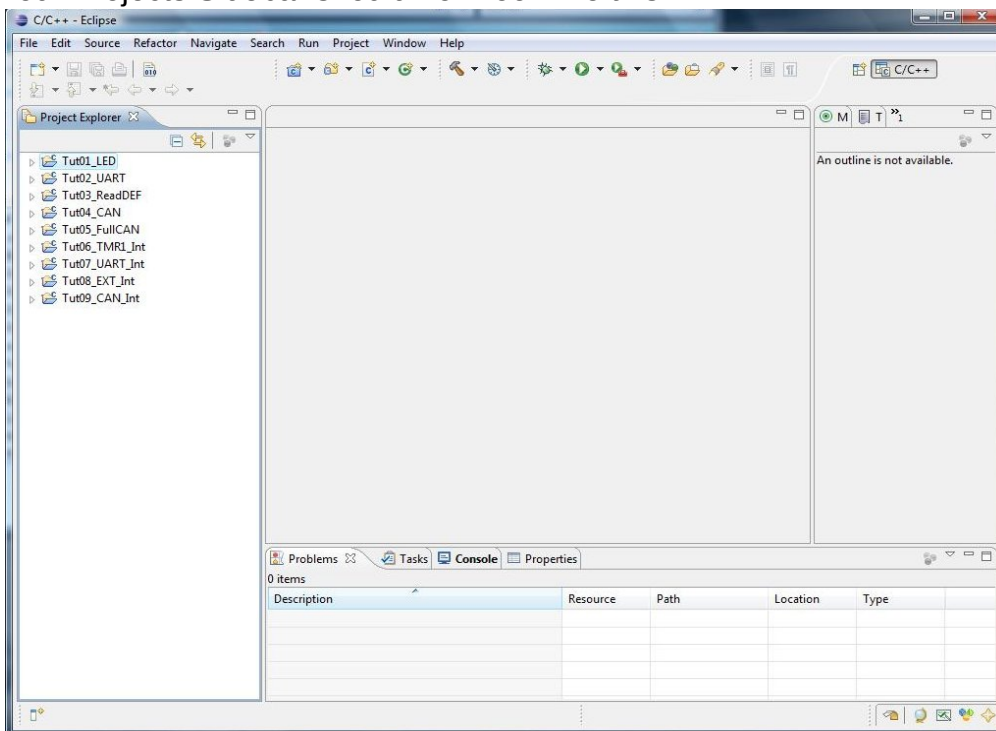 C/C++ - Eclipse
File Edit Source Refactor Navigate Search Run Project Window Help
C/C++
Project Explorer
M T »1
An outline is not available.
Tut01_LED
Tut02_UART
Tut03_ReadDEF
Tut04_CAN
Tut05_FullCAN
Tut06_TMR1_Int
Tut07_UART_Int
Tut08_EXT_Int
Tut09_CAN_Int
Problems Tasks Console Properties
0 items
Description Resource Path Location Type